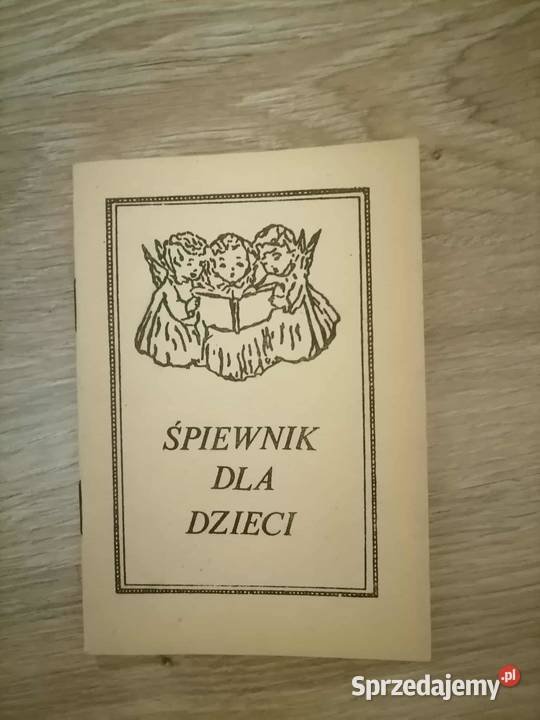 ŚPIEWNIK
DLA
DZIECI
Sprzedajemy.pl